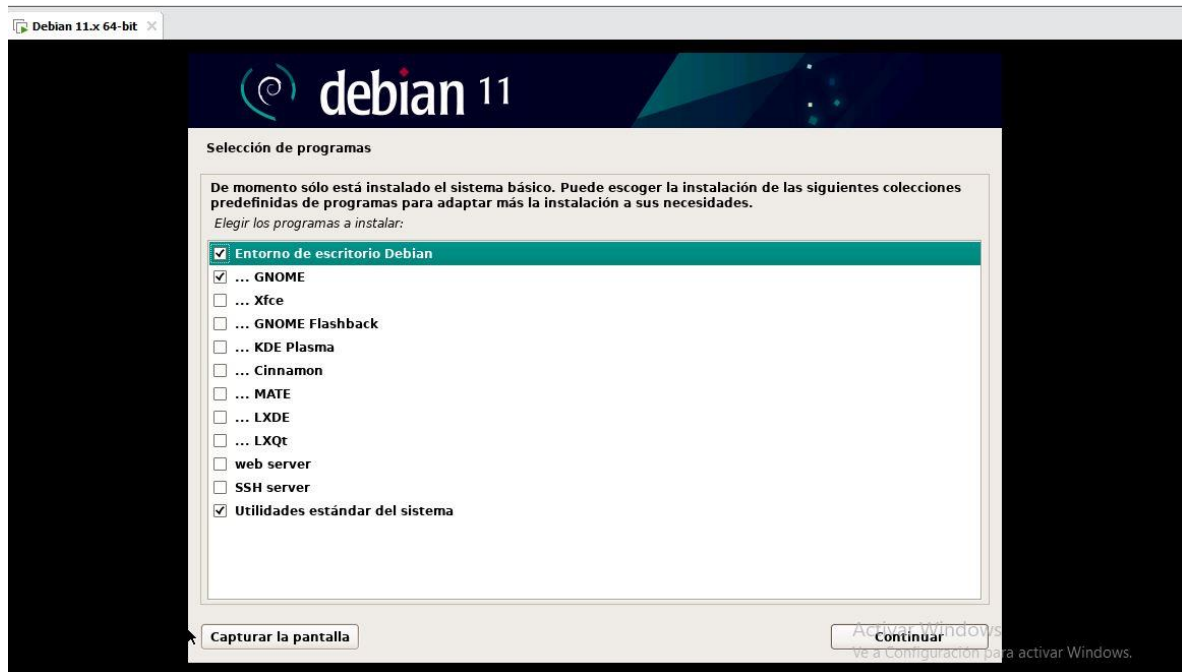 Debian 11.x 64-bit
debian 11
Selección de programas
De momento sólo está instalado el sistema básico. Puede escoger la instalación de las siguientes colecciones
predefinidas de programas para adaptar más la instalación a sus necesidades.
Elegir los programas a instalar:
Entorno de escritorio Debian
... GNOME
... Xfce
... GNOME Flashback
... KDE Plasma
... Cinnamon
... MATE
... LXDE
... LXQt
web server
SSH server
Utilidades estándar del sistema
Capturar la pantalla
Continuar
Activar Windows
Ve a Configuración para activar Windows.